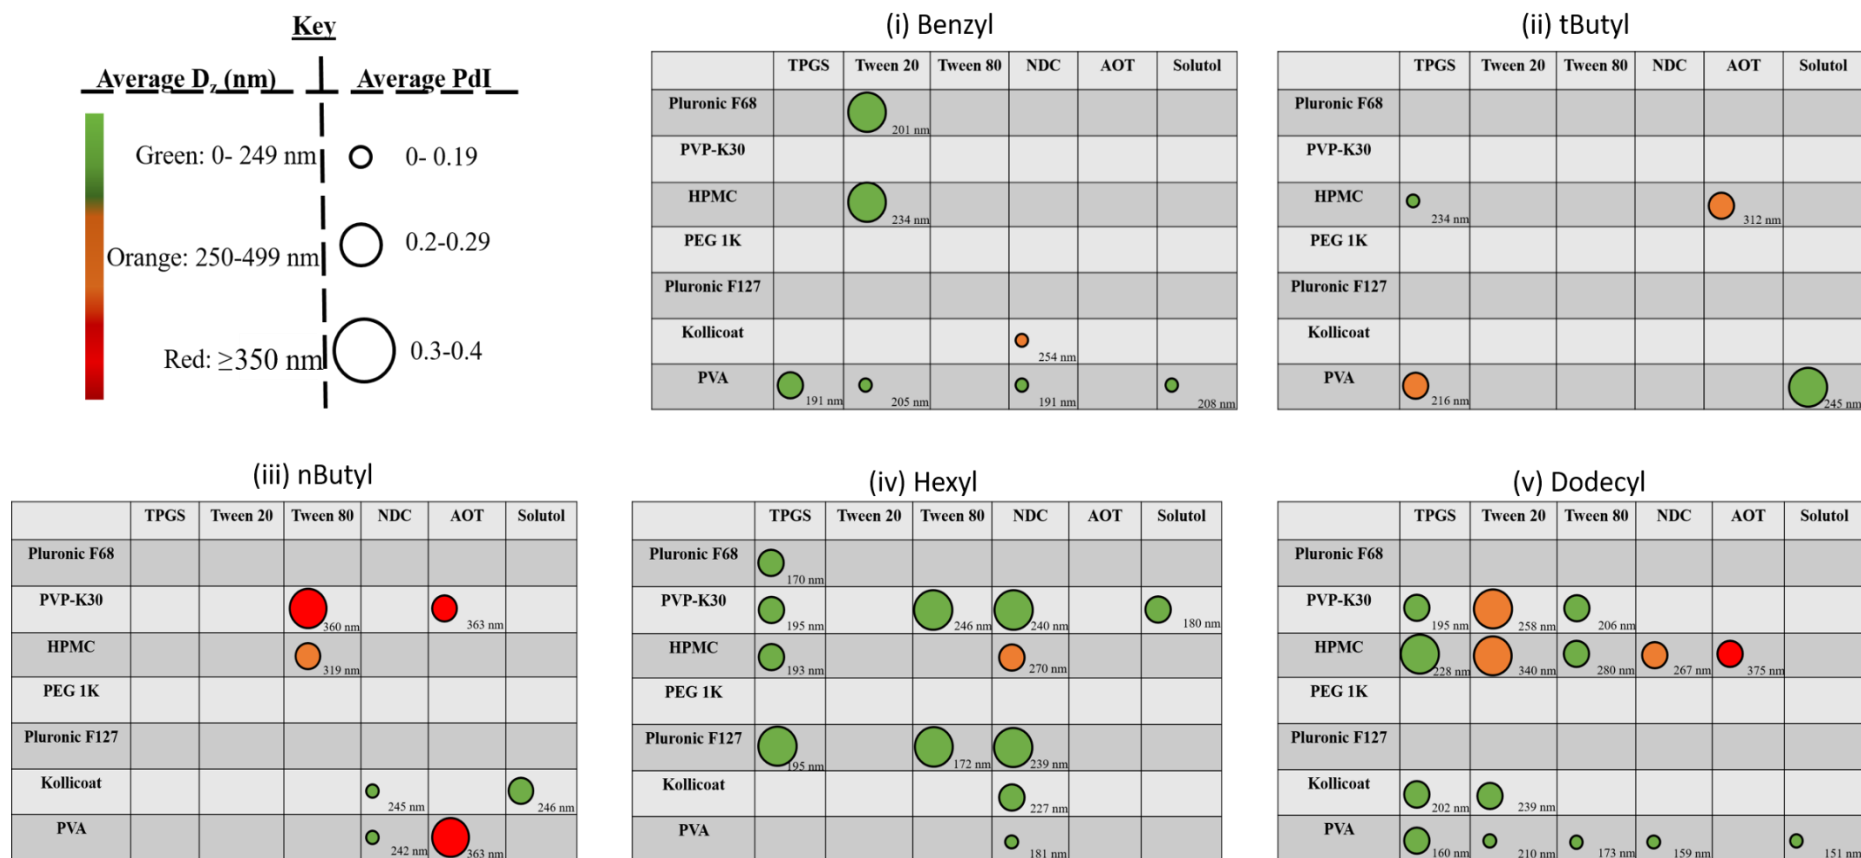 Key
Average Dz (nm) Average PdI
Green: 0- 249 nm 0- 0.19
Orange: 250-499 nm 0.2-0.29
Red: ≥350 nm 0.3-0.4
(i) Benzyl
TPGS Tween 20 Tween 80 NDC AOT Solutol
Pluronic F68
201 nm
PVP-K30
HPMC
234 nm
PEG 1K
Pluronic F127
Kollicoat
254 nm
PVA
191 nm 205 nm 191 nm 208 nm
(ii) tButyl
TPGS Tween 20 Tween 80 NDC AOT Solutol
Pluronic F68
PVP-K30
HPMC
234 nm 312 nm
PEG 1K
Pluronic F127
Kollicoat
PVA
216 nm 245 nm
(iii) nButyl
TPGS Tween 20 Tween 80 NDC AOT Solutol
Pluronic F68
PVP-K30
360 nm 363 nm
HPMC
319 nm
PEG 1K
Pluronic F127
Kollicoat
245 nm 246 nm
PVA
242 nm 363 nm
(iv) Hexyl
TPGS Tween 20 Tween 80 NDC AOT Solutol
Pluronic F68
170 nm
PVP-K30
195 nm 246 nm 240 nm 180 nm
HPMC
193 nm 270 nm
PEG 1K
Pluronic F127
195 nm 172 nm 239 nm
Kollicoat
227 nm
PVA
181 nm
(v) Dodecyl
TPGS Tween 20 Tween 80 NDC AOT Solutol
Pluronic F68
PVP-K30
195 nm 258 nm 206 nm
HPMC
228 nm 340 nm 280 nm 267 nm 375 nm
PEG 1K
Pluronic F127
Kollicoat
202 nm 239 nm
PVA
160 nm 210 nm 173 nm 159 nm 151 nm